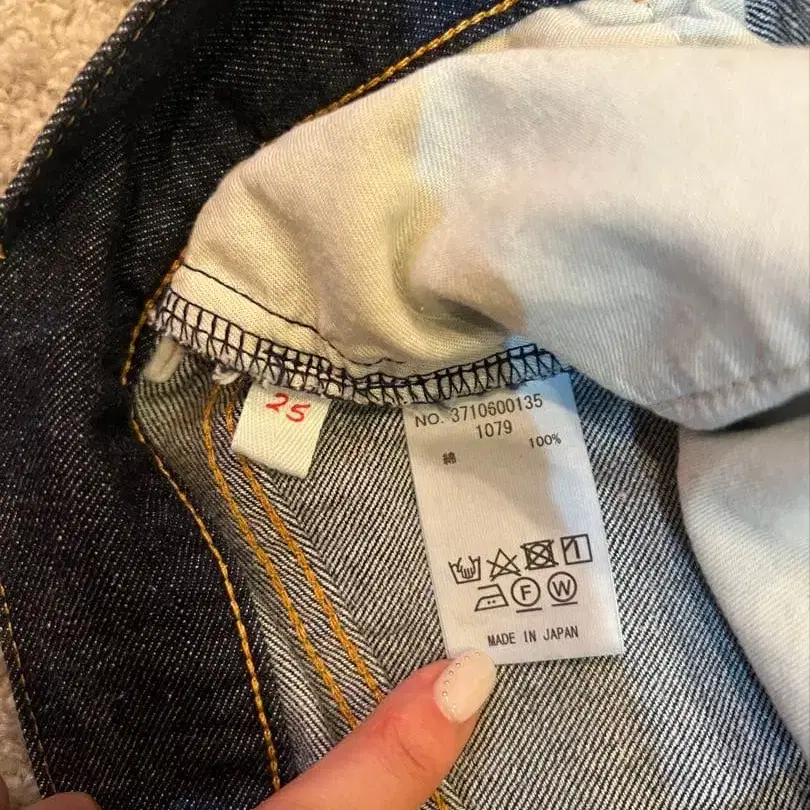 25
NO. 3710600135
1079
綿 100%
F W
MADE IN JAPAN